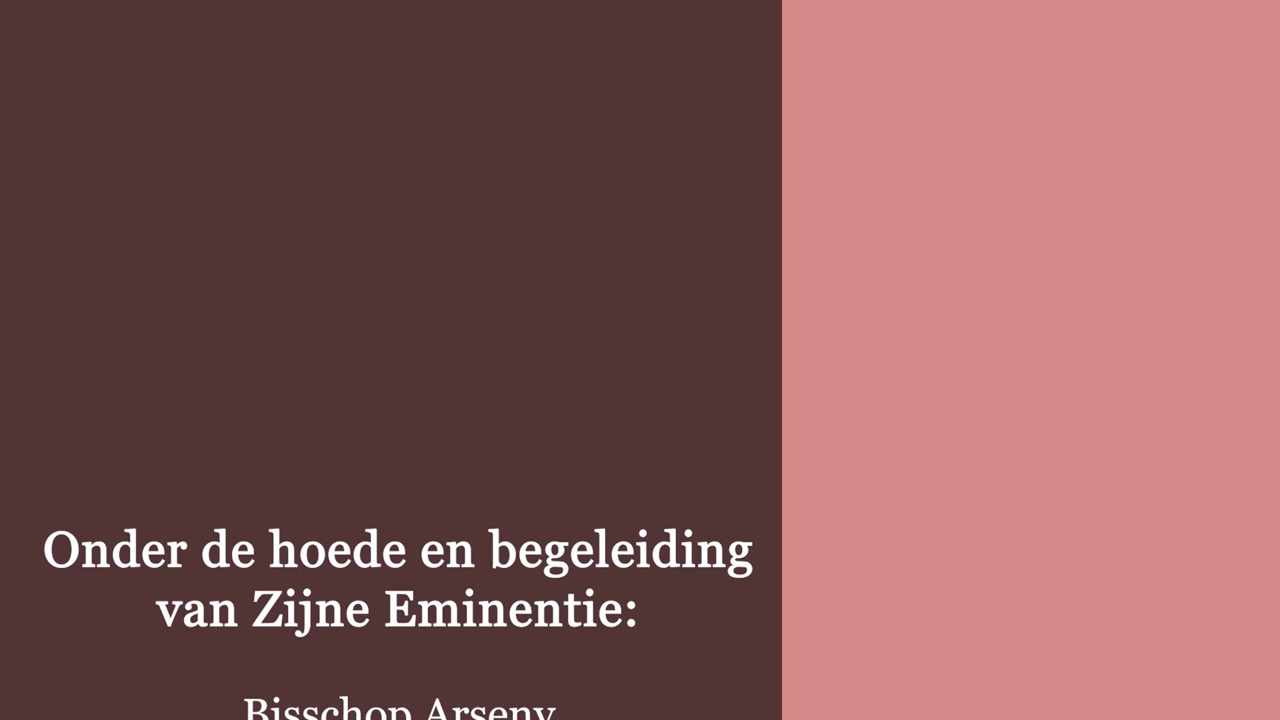 Onder de hoede en begeleiding
van Zijne Eminentie:
Bisschop Arseny